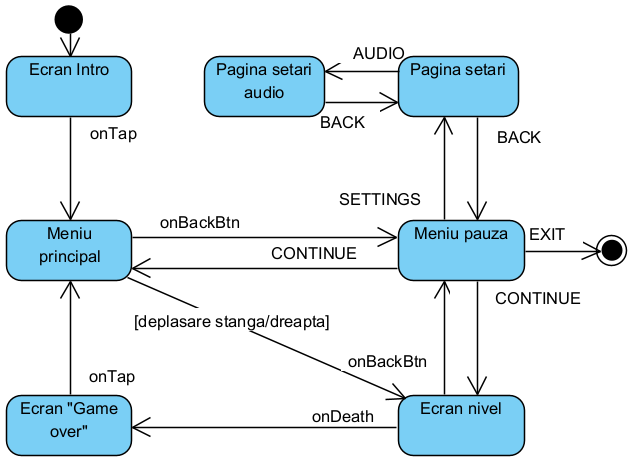 Ecran Intro
Pagina setari
audio
AUDIO
Pagina setari
BACK
onTap
BACK
SETTINGS
Meniu
principal
onBackBtn
Meniu pauza
EXIT
CONTINUE
CONTINUE
[deplasare stanga/dreapta]
onBackBtn
onTap
Ecran "Game
over"
onDeath
Ecran nivel